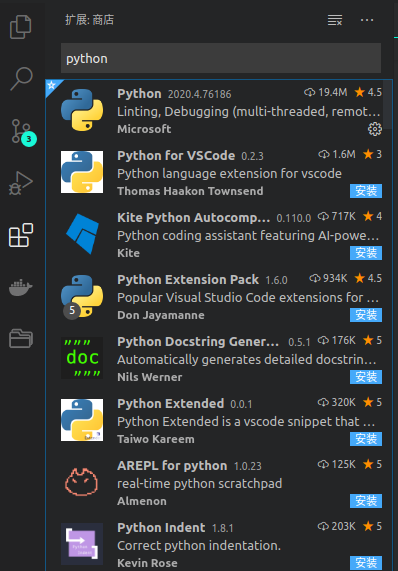 扩展: 商店
python
Python 2020.4.76186 19.4M 4.5
Linting, Debugging (multi-threaded, remot...
Microsoft
Python for VSCode 0.2.3 1.6M 3
Python language extension for vscode
Thomas Haakon Townsend 安装
Kite Python Autocomp... 0.110.0 717K 4
Python coding assistant featuring AI-powe...
Kite 安装
Python Extension Pack 1.6.0 934K 4.5
Popular Visual Studio Code extensions for ...
5
Don Jayamanne 安装
Python Docstring Gener... 0.5.1 176K 5
Automatically generates detailed docstrin...
Nils Werner 安装
Python Extended 0.0.1 320K 5
Python Extended is a vscode snippet that ...
Taiwo Kareem 安装
AREPL for python 1.0.23 125K 5
real-time python scratchpad
Almenon 安装
Python Indent 1.8.1 203K 5
Correct python indentation.
Kevin Rose 安装
3
""" doc """